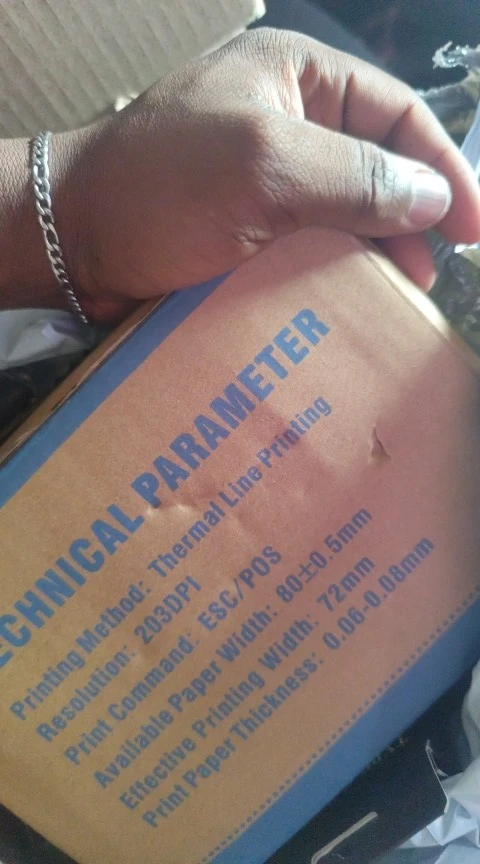 TECHNICAL PARAMETER
Printing Method: Thermal Line Printing
Resolution: 203DPI
Print Command: ESC/POS
Available Paper Width: 80±0.5mm
Effective Printing Width: 72mm
Print Paper Thickness: 0.06-0.08mm